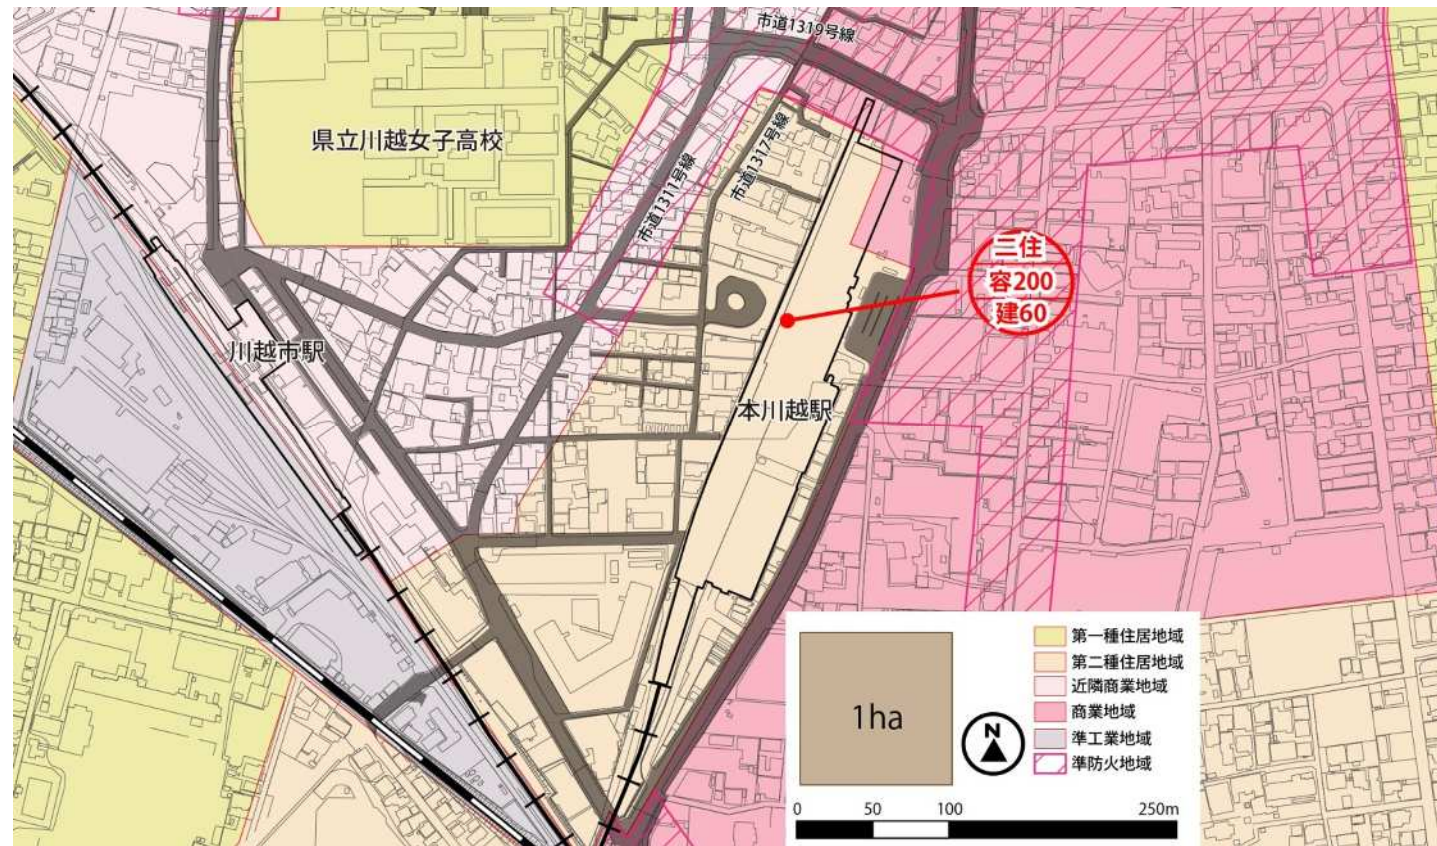 市道1319号線
県立川越女子高校
市道1317号線
市道1311号線
二住
容200
建60
川越市駅
本川越駅
1ha
N
第一種住居地域
第二種住居地域
近隣商業地域
商業地域
準工業地域
準防火地域
0 50 100 250m